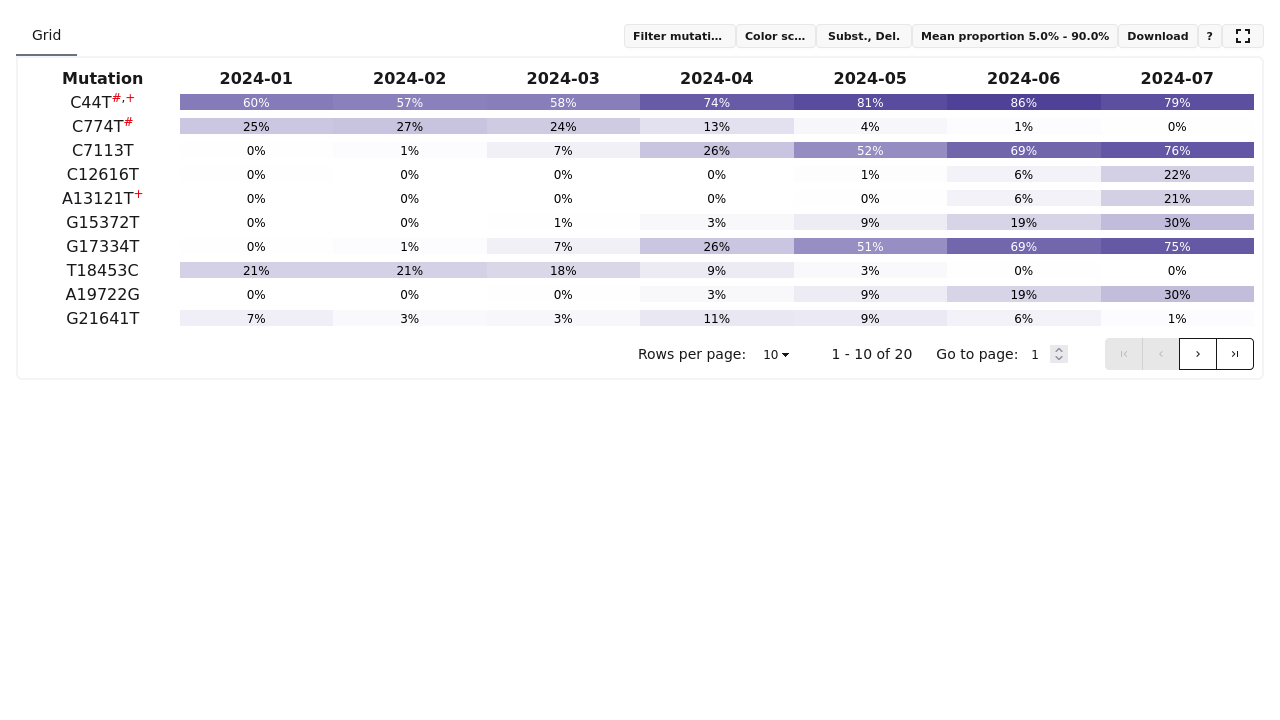 Grid Filter mutati... Color sc... Subst., Del. Mean proportion 5.0% - 90.0% Download ?
Mutation 2024-01 2024-02 2024-03 2024-04 2024-05 2024-06 2024-07
C44T#,+ 60% 57% 58% 74% 81% 86% 79%
C774T# 25% 27% 24% 13% 4% 1% 0%
C7113T 0% 1% 7% 26% 52% 69% 76%
C12616T 0% 0% 0% 0% 1% 6% 22%
A13121T+ 0% 0% 0% 0% 0% 6% 21%
G15372T 0% 0% 1% 3% 9% 19% 30%
G17334T 0% 1% 7% 26% 51% 69% 75%
T18453C 21% 21% 18% 9% 3% 0% 0%
A19722G 0% 0% 0% 3% 9% 19% 30%
G21641T 7% 3% 3% 11% 9% 6% 1%
Rows per page: 10 1 - 10 of 20 Go to page: 1